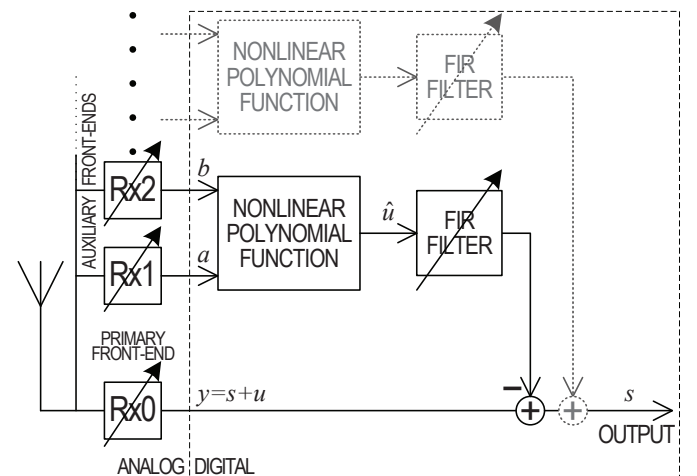 NONLINEAR
POLYNOMIAL
FUNCTION
FIR
FILTER
AUXILIARY FRONT-ENDS
Rx2
b
NONLINEAR
POLYNOMIAL
FUNCTION
û
FIR
FILTER
Rx1
a
PRIMARY
FRONT-END
Rx0
y=s+u
−
+
+
s
OUTPUT
ANALOG DIGITAL